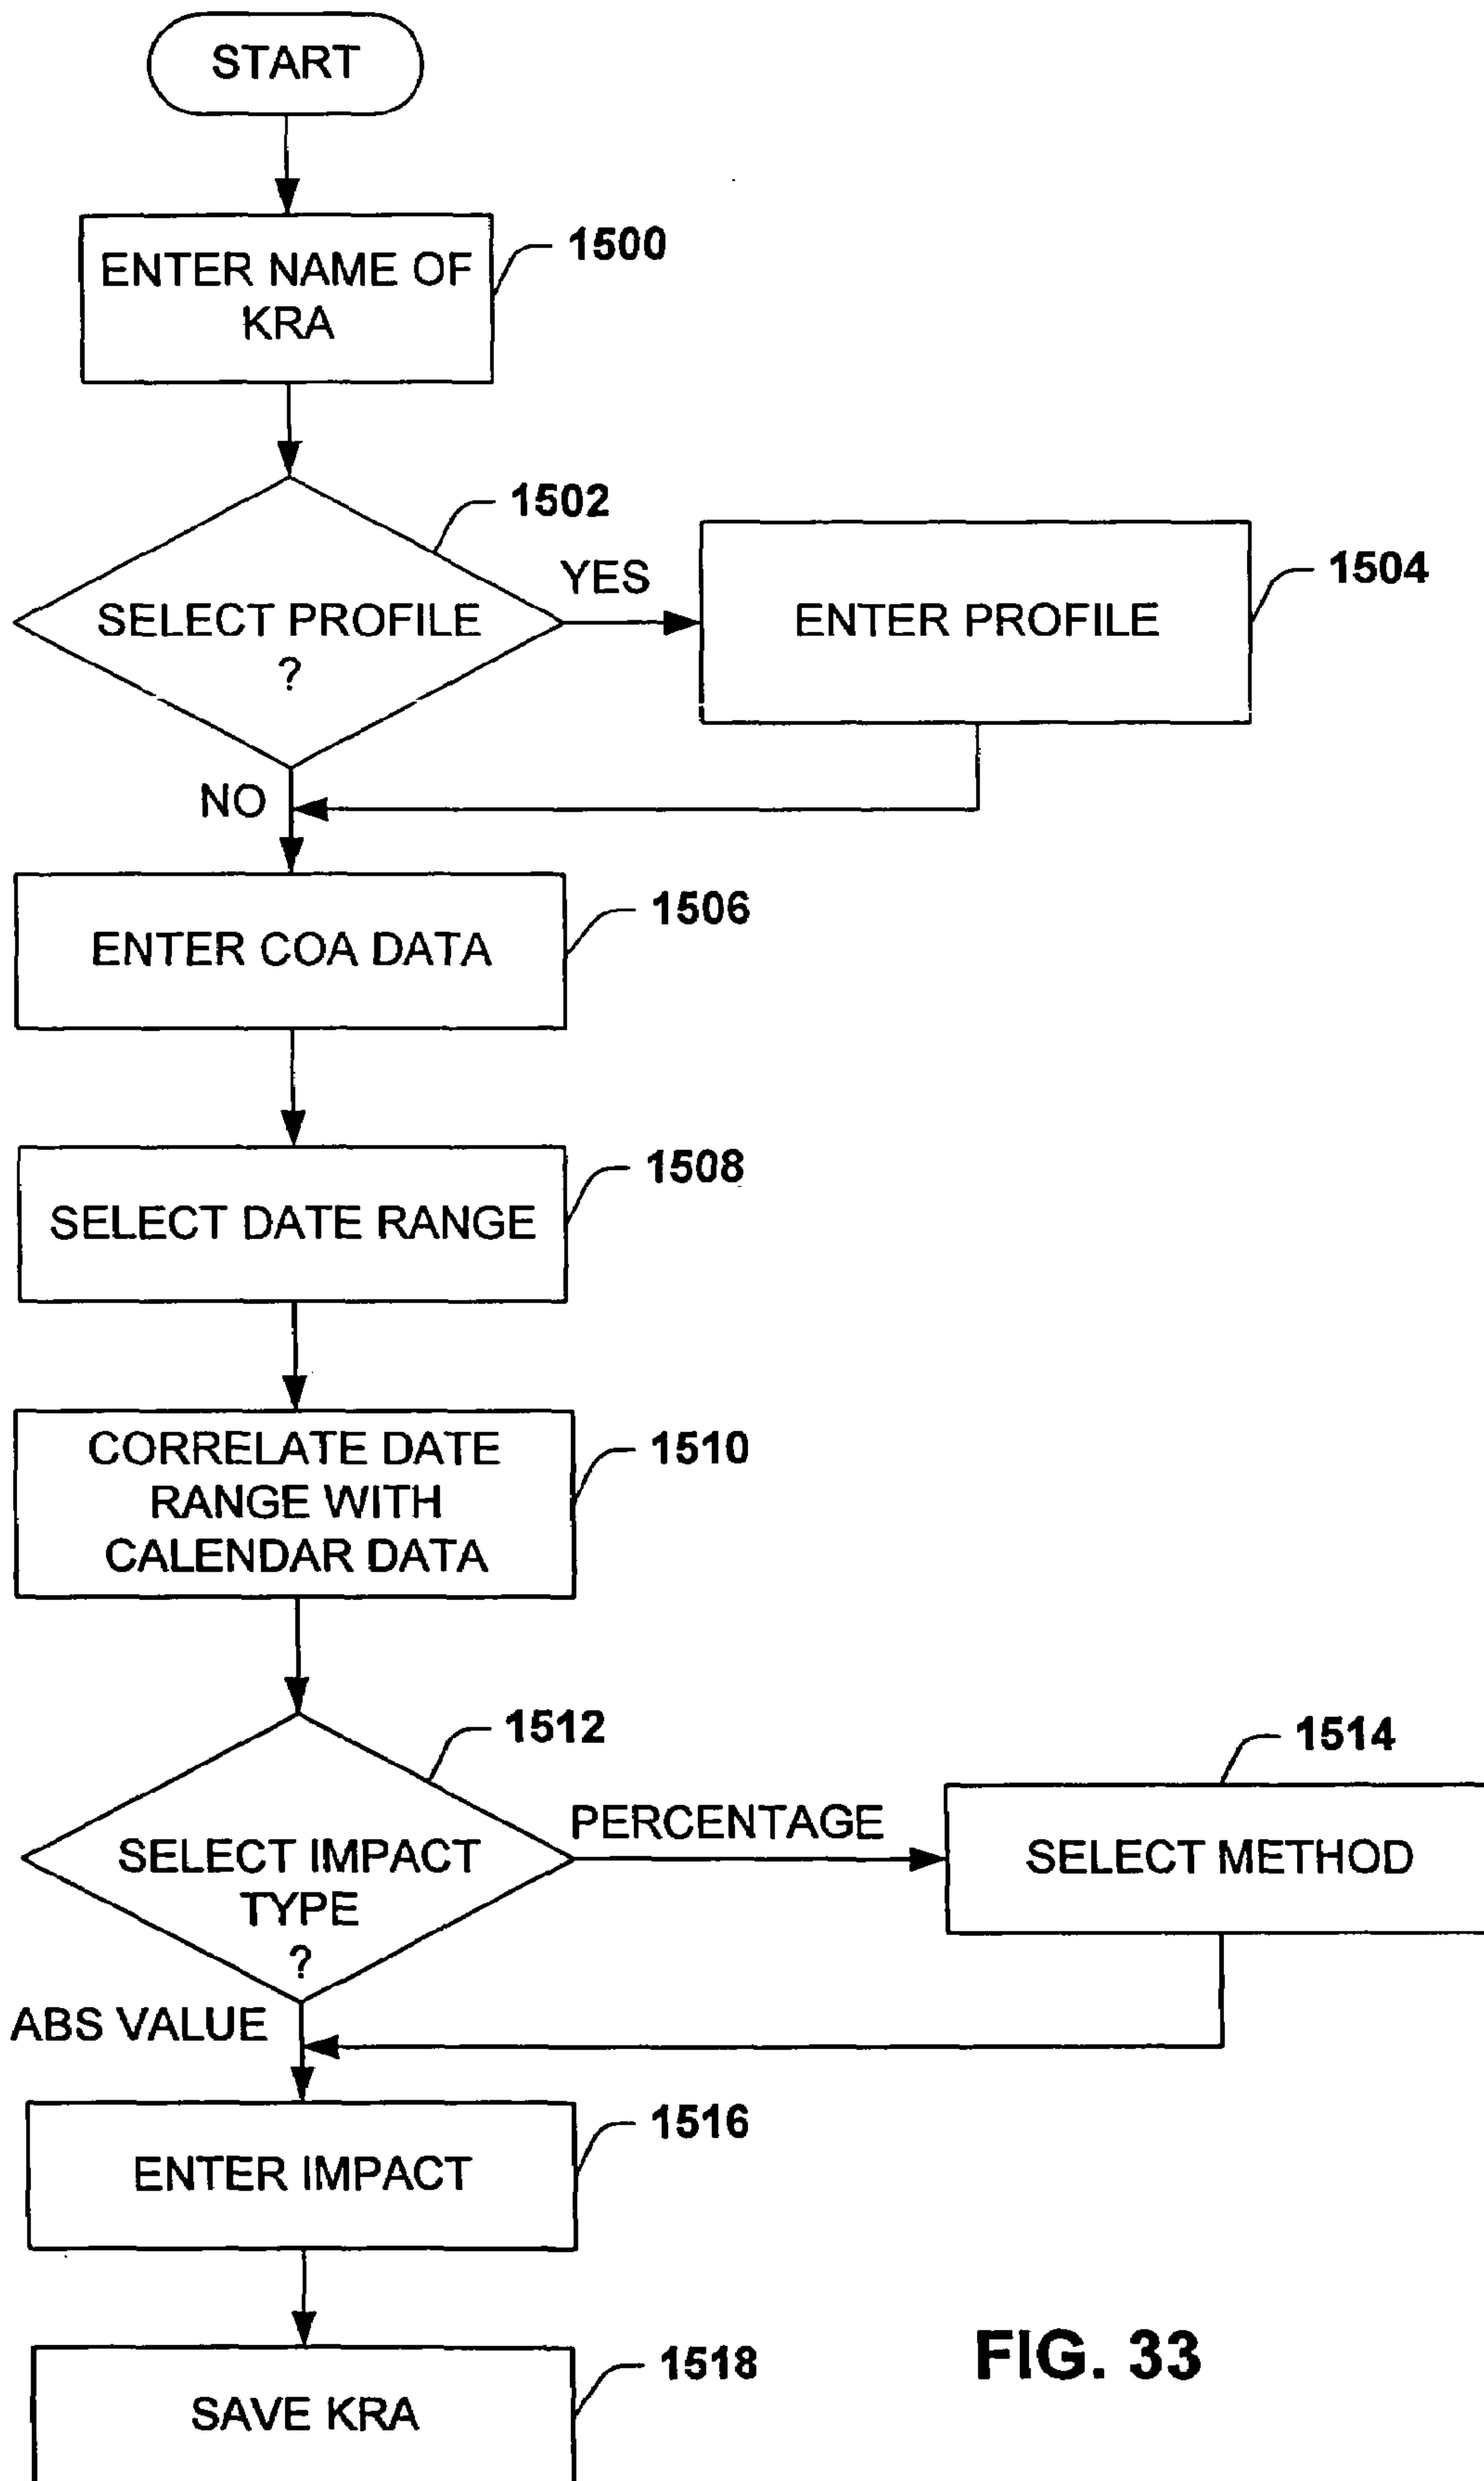 START
ENTER NAME OF
KRA
1500
1502
SELECT PROFILE
?
YES
ENTER PROFILE
1504
NO
ENTER COA DATA
1506
SELECT DATE RANGE
1508
CORRELATE DATE
RANGE WITH
CALENDAR DATA
1510
1512
SELECT IMPACT
TYPE
?
PERCENTAGE
SELECT METHOD
1514
ABS VALUE
ENTER IMPACT
1516
SAVE KRA
1518
FIG. 33